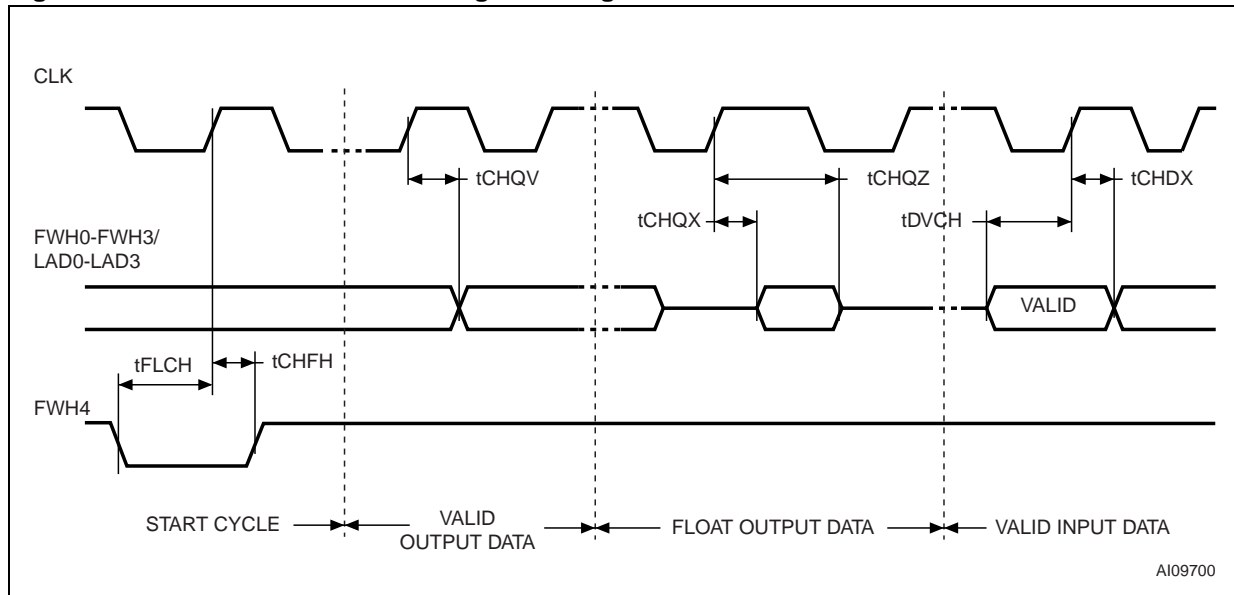 CLK
tCHQV
tCHQZ
tCHDX
tCHQX
tDVCH
FWH0-FWH3/
LAD0-LAD3
VALID
tFLCH
tCHFH
FWH4
START CYCLE
VALID
OUTPUT DATA
FLOAT OUTPUT DATA
VALID INPUT DATA
AI09700